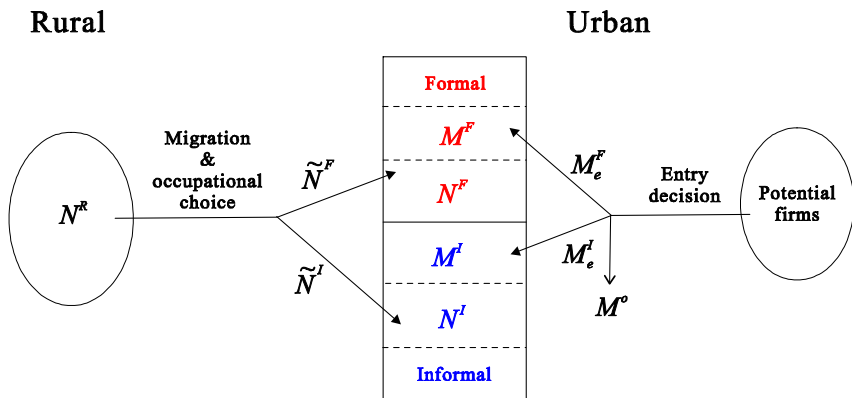 Rural
Urban
Formal
Migration
&
occupational
choice
M^F
Ñ^F
M_e^F
Entry
decision
N^R
N^F
Potential
firms
M^I
M_e^I
Ñ^I
M^o
N^I
Informal